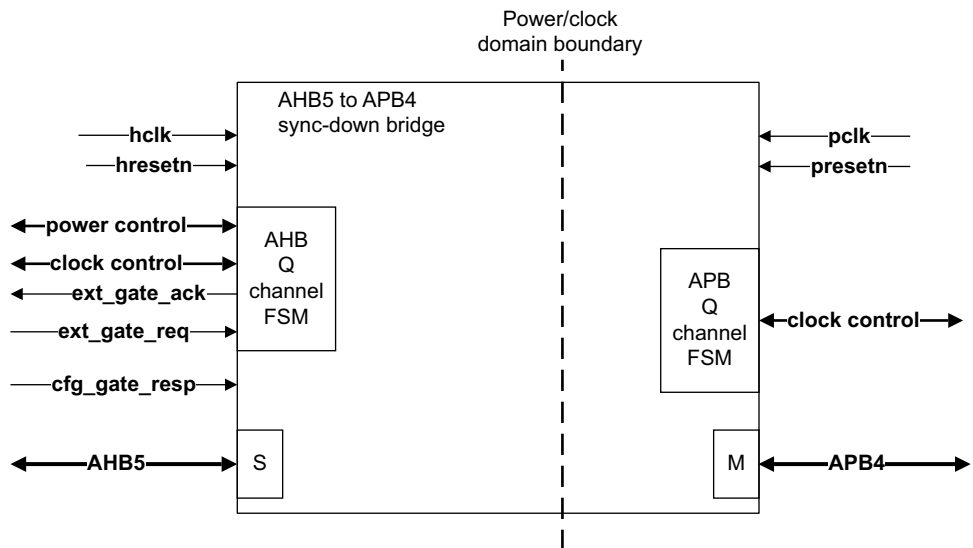 Power/clock
domain boundary
AHB5 to APB4
sync-down bridge
hclk
hresetn
pclk
presetn
power control
clock control
ext_gate_ack
ext_gate_req
cfg_gate_resp
AHB
Q
channel
FSM
APB
Q
channel
FSM
clock control
AHB5
S
M
APB4